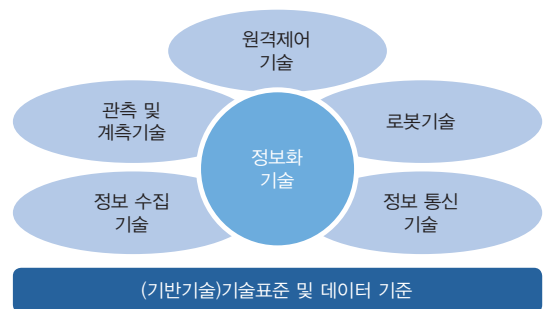 원격제어
기술
관측 및
계측기술
로봇기술
정보화
기술
정보 수집
기술
정보 통신
기술
(기반기술)기술표준 및 데이터 기준